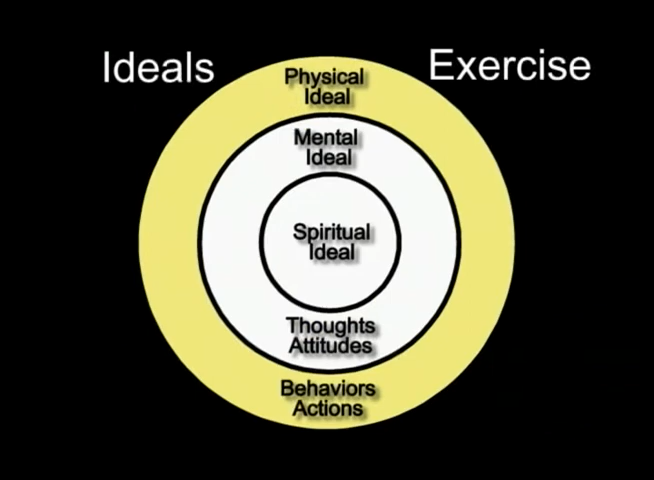 Ideals
Exercise
Physical
Ideal
Mental
Ideal
Spiritual
Ideal
Thoughts
Attitudes
Behaviors
Actions